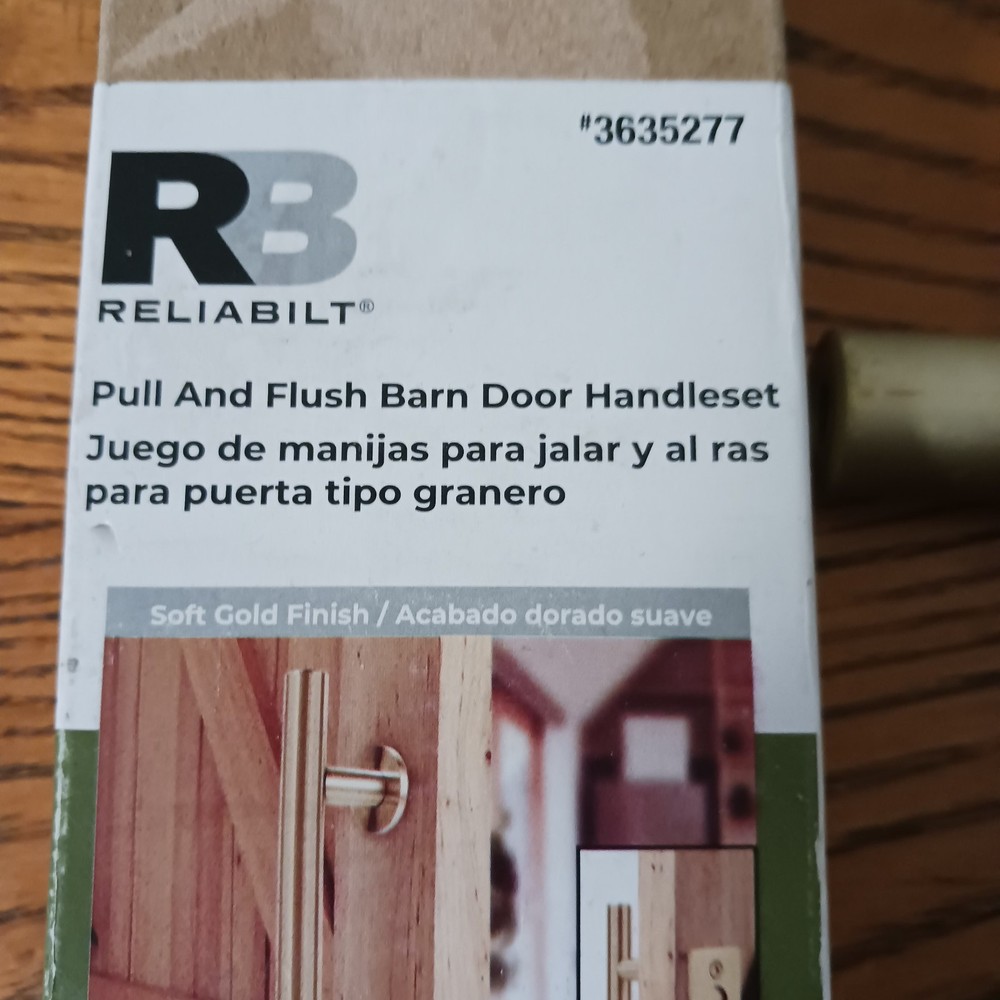 #3635277
RB
RELIABILT®
Pull And Flush Barn Door Handleset
Juego de manijas para jalar y al ras
para puerta tipo granero
Soft Gold Finish / Acabado dorado suave